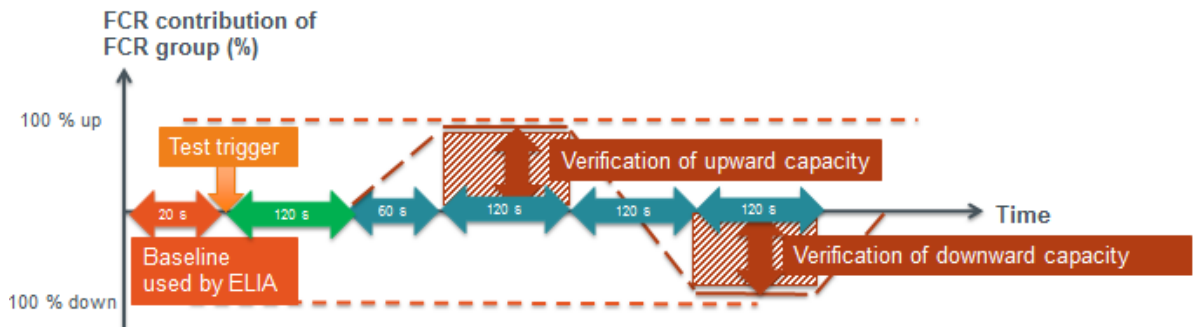 FCR contribution of
FCR group (%)
100 % up
Test trigger
Verification of upward capacity
20 s
120 s
60 s
120 s
120 s
120 s
Time
Baseline
used by ELIA
Verification of downward capacity
100 % down